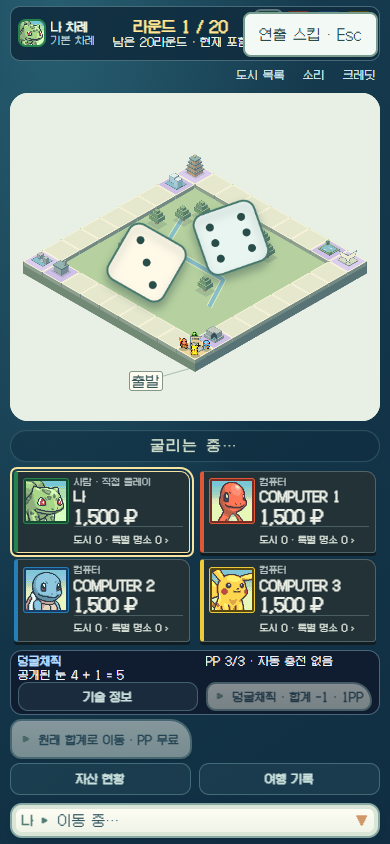 나 차례
기본 차례
라운드 1 / 20
남은 20라운드 · 현재 포함
연출 스킵 · Esc
도시 목록
소리
크레딧
출발
굴리는 중…
사람 · 직접 플레이
나
1,500 ₽
도시 0 · 특별 명소 0 ›
컴퓨터
COMPUTER 1
1,500 ₽
도시 0 · 특별 명소 0 ›
컴퓨터
COMPUTER 2
1,500 ₽
도시 0 · 특별 명소 0 ›
컴퓨터
COMPUTER 3
1,500 ₽
도시 0 · 특별 명소 0 ›
덩굴채찍
PP 3/3 · 자동 충전 없음
공개된 눈 4 + 1 = 5
기술 정보
▶ 덩굴채찍 · 합계 -1 · 1PP
▶ 원래 합계로 이동 · PP 무료
자산 현황
여행 기록
나 ▶ 이동 중…